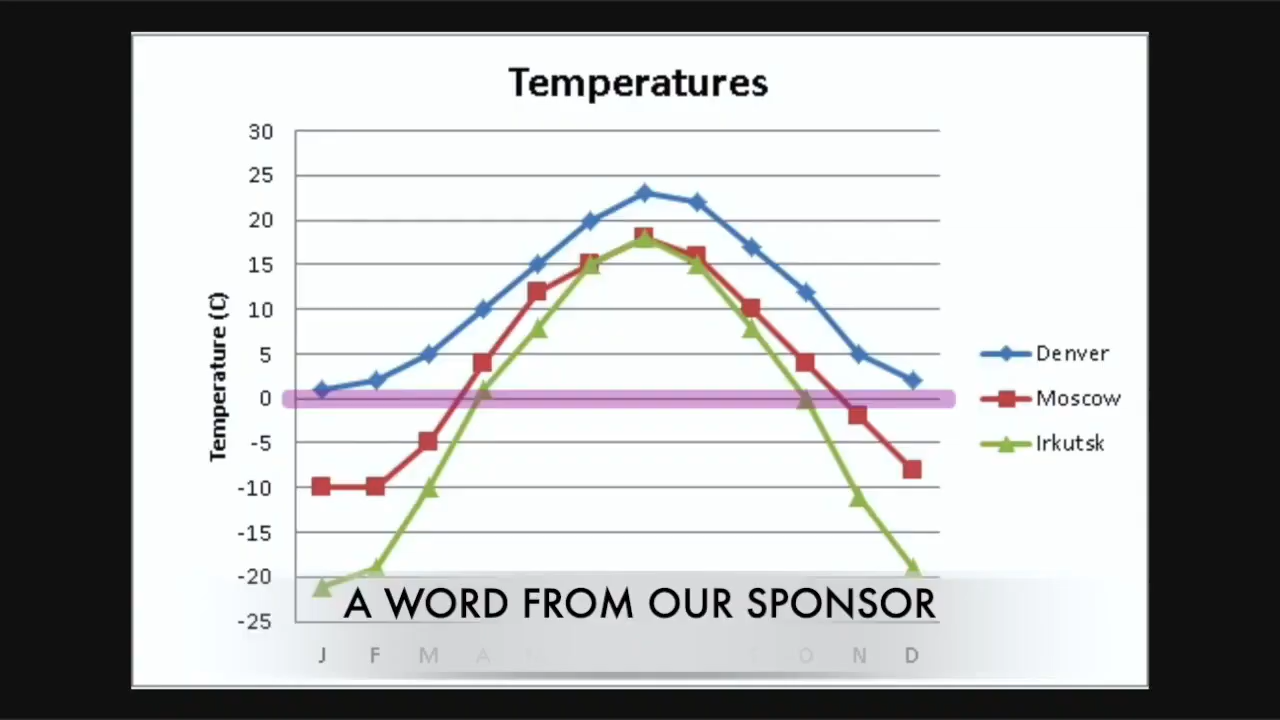 Temperatures
30
25
20
15
10
5
0
-5
-10
-15
-20
-25
Temperature (C)
Denver
Moscow
Irkutsk
A WORD FROM OUR SPONSOR
J F M A M O N D